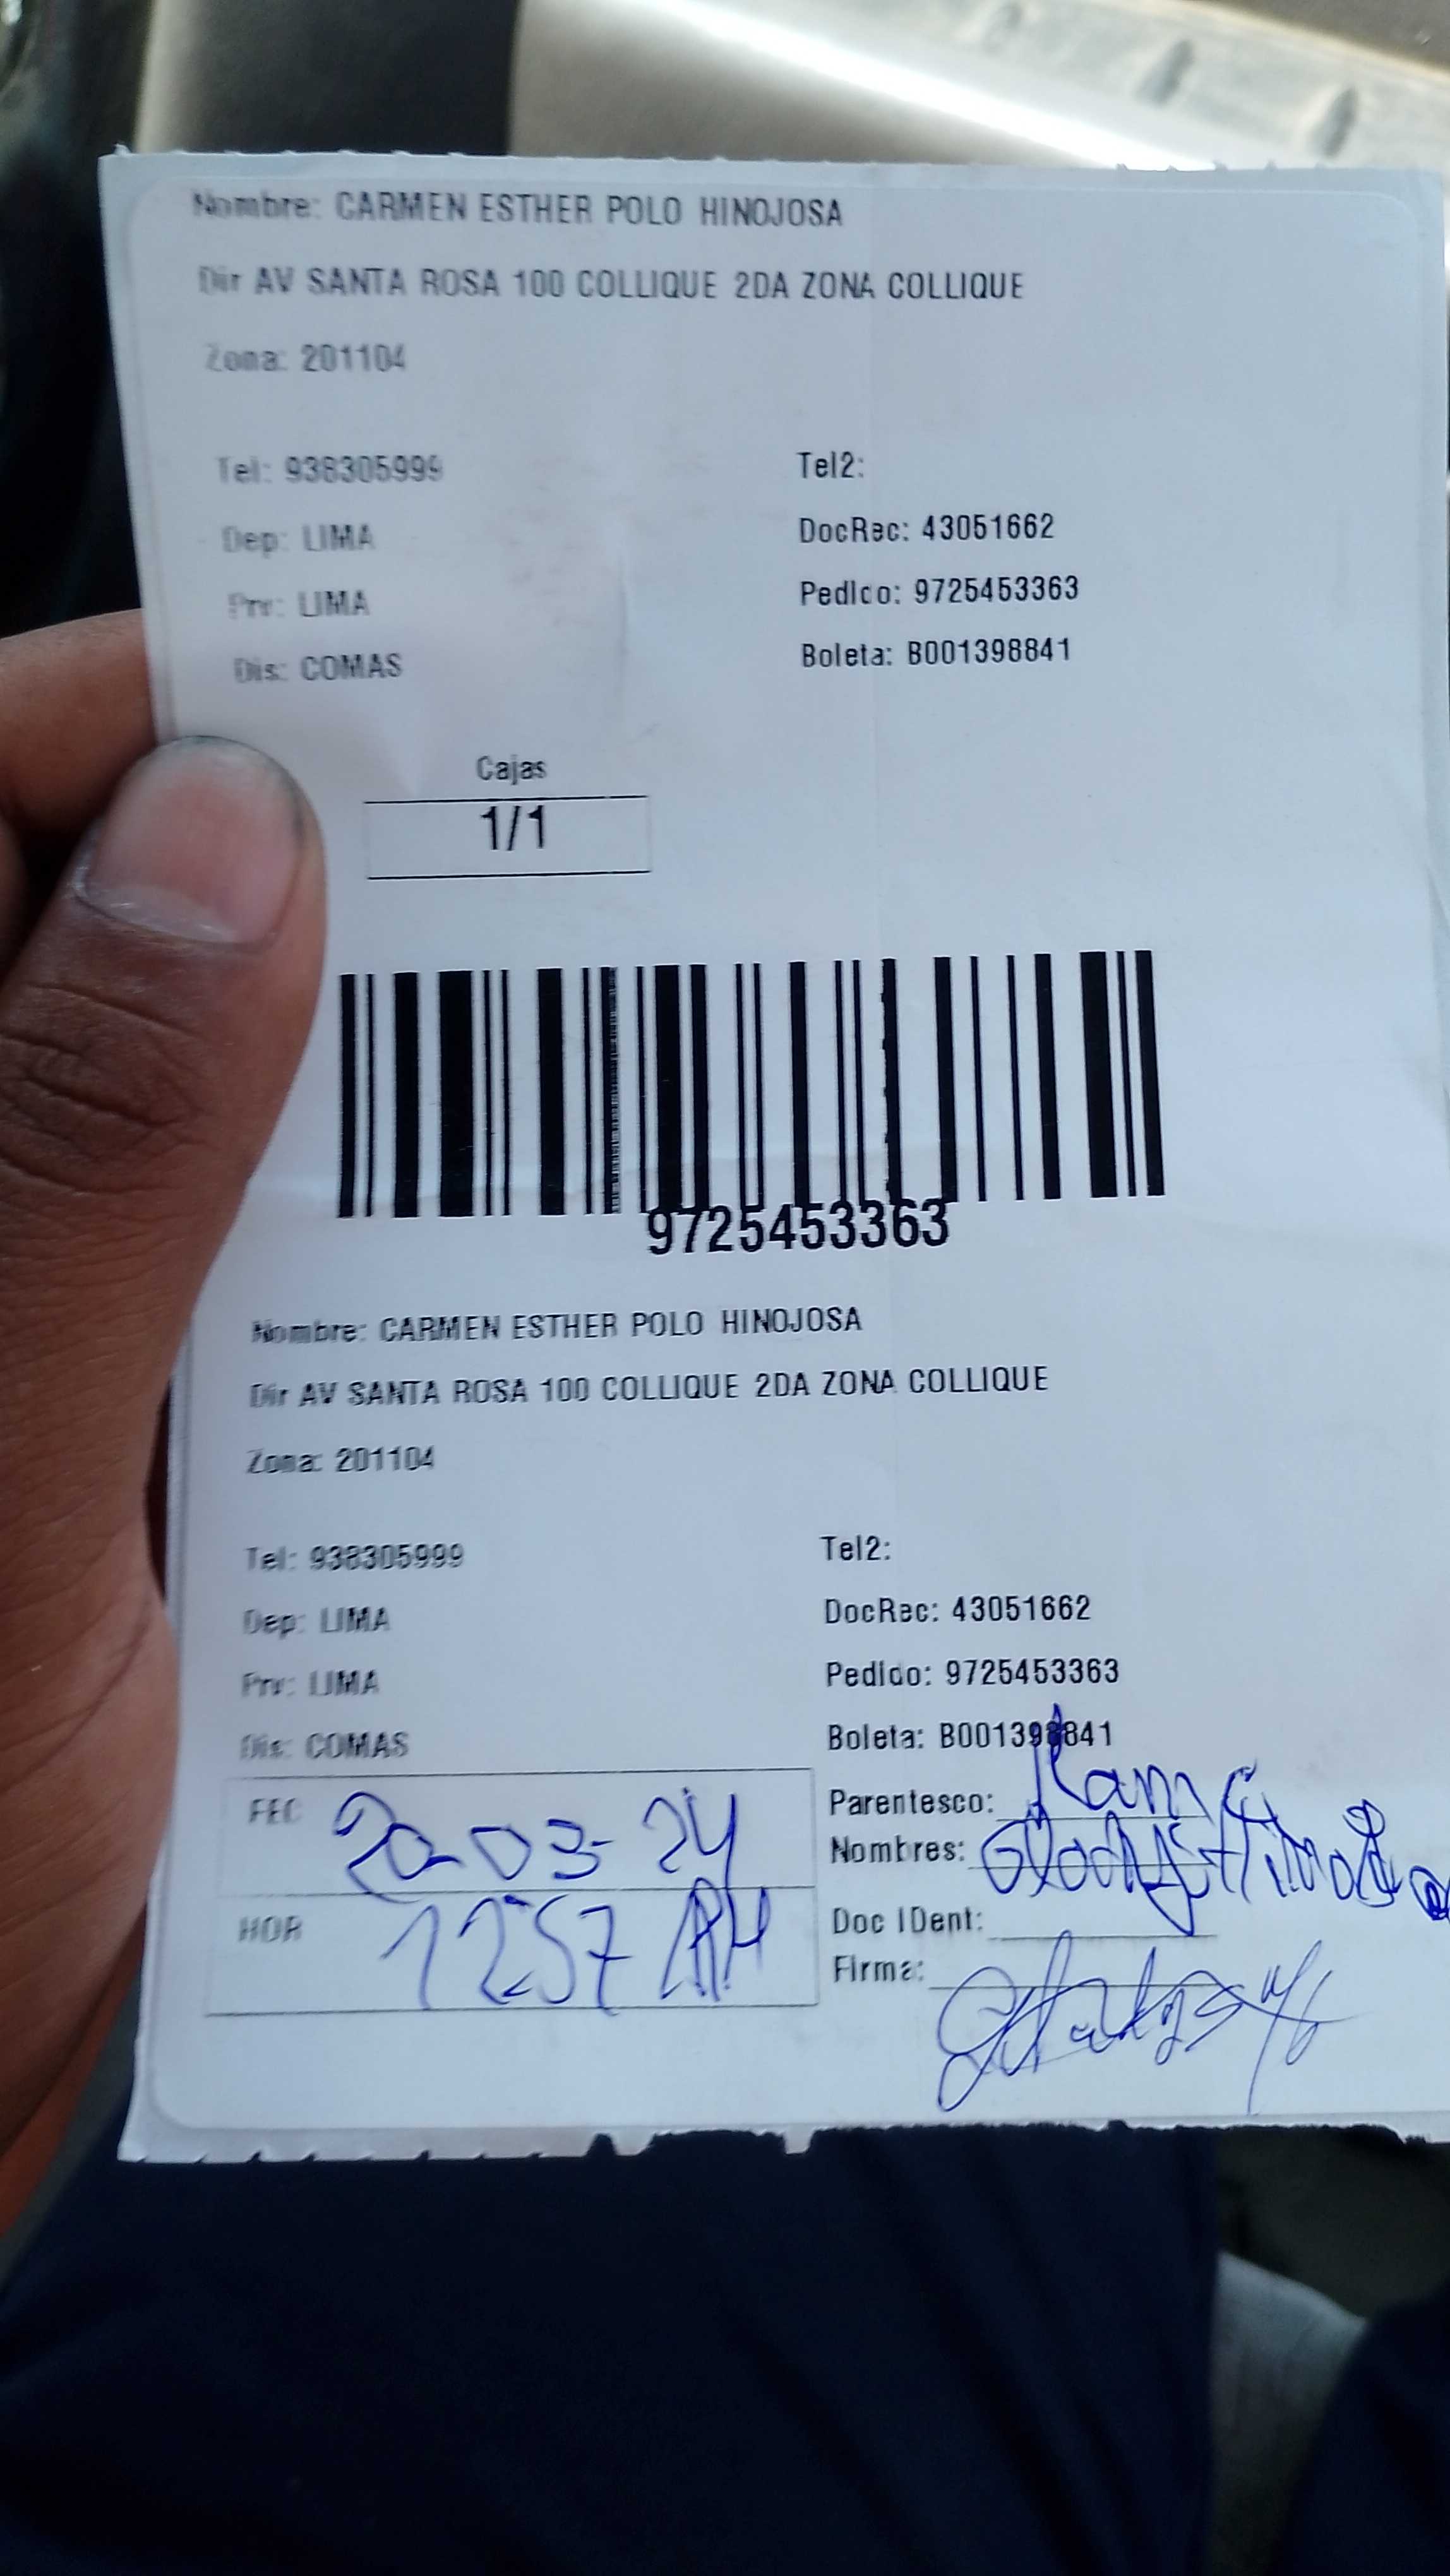 Nombre: CARMEN ESTHER POLO HINOJOSA
Dir AV SANTA ROSA 100 COLLIQUE 2DA ZONA COLLIQUE
Zona: 201104
Tel: 938305999 Tel2:
Dep: LIMA DocRec: 43051662
Prv: LIMA Pedido: 9725453363
Dis: COMAS Boleta: B001398841
Cajas
1/1
9725453363
Nombre: CARMEN ESTHER POLO HINOJOSA
Dir AV SANTA ROSA 100 COLLIQUE 2DA ZONA COLLIQUE
Zona: 201104
Tel: 938305999 Tel2:
Dep: LIMA DocRec: 43051662
Prv: LIMA Pedido: 9725453363
Dis: COMAS Boleta: B001398841
FEC 20-03-24 Parentesco:
Nombres:
HOR 1257 Doc IDent:
Firma: